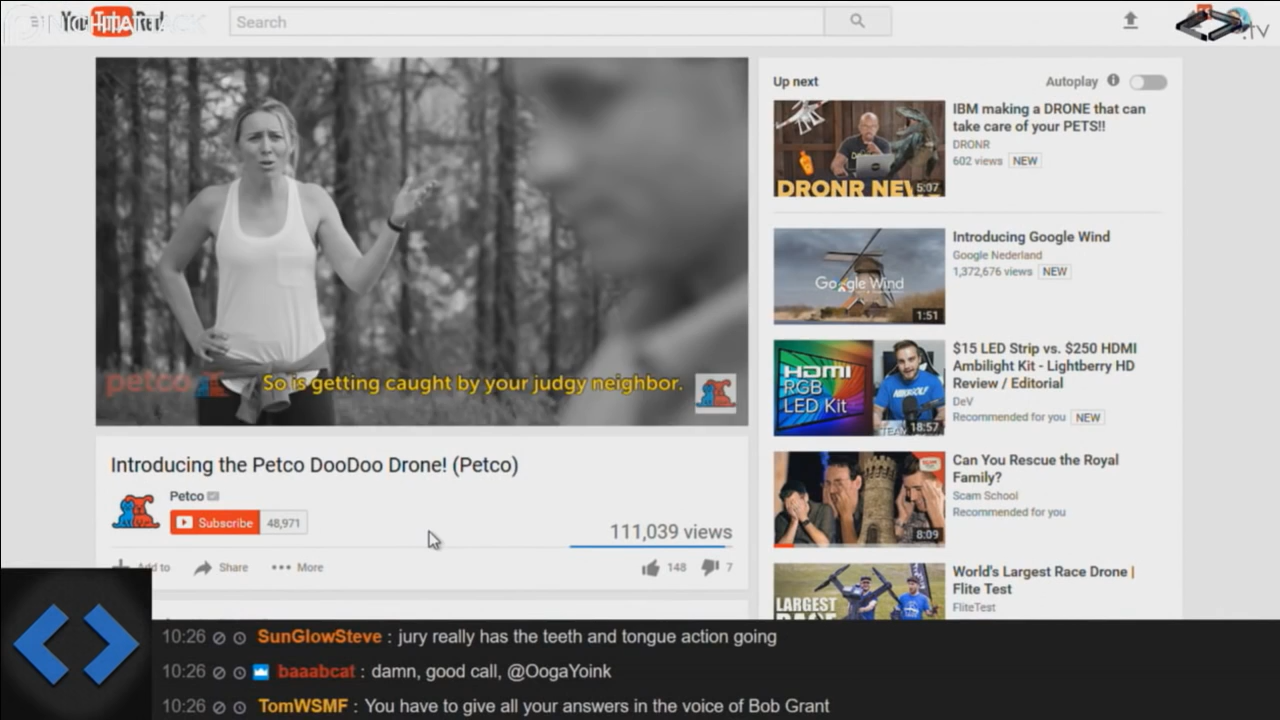 Search
.TV
petco
So is getting caught by your judgy neighbor.
Introducing the Petco DooDoo Drone! (Petco)
Petco
Subscribe 48,971
111,039 views
Add to Share More 148 7
Up next Autoplay
DRONR NEW 5:07
IBM making a DRONE that can
take care of your PETS!!
DRONR
602 views NEW
Google Wind
1:51
Introducing Google Wind
Google Nederland
1,372,676 views NEW
HDMI
RGB
LED Kit
18:57
$15 LED Strip vs. $250 HDMI
Ambilight Kit - Lightberry HD
Review / Editorial
DeV
Recommended for you NEW
8:09
Can You Rescue the Royal
Family?
Scam School
Recommended for you
LARGEST
World's Largest Race Drone |
Flite Test
FliteTest
10:26 SunGlowSteve : jury really has the teeth and tongue action going
10:26 baaabcat : damn, good call, @OogaYoink
10:26 TomWSMF : You have to give all your answers in the voice of Bob Grant